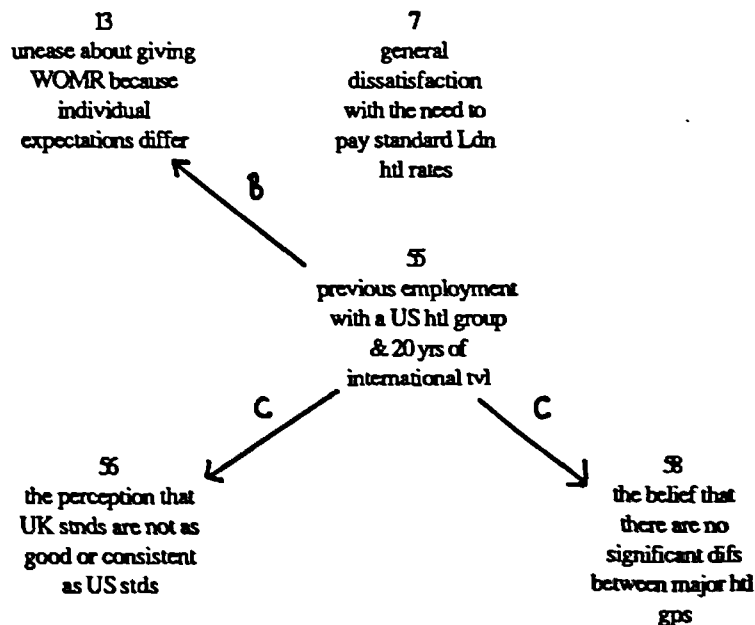 13
unease about giving
WOMR because
individual
expectations differ
7
general
dissatisfaction
with the need to
pay standard Ldn
htl rates
B
55
previous employment
with a US htl group
& 20 yrs of
international tvl
C
C
56
the perception that
UK stnds are not as
good or consistent
as US stds
58
the belief that
there are no
significant difs
between major htl
gps